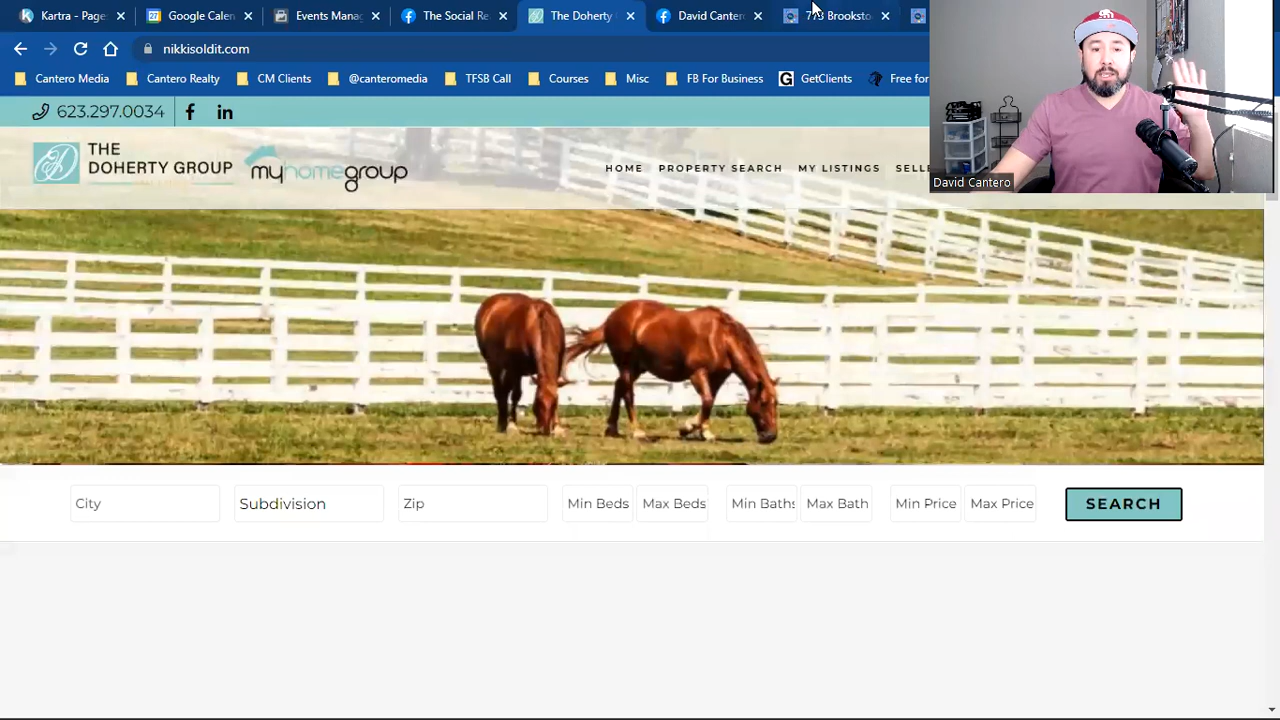 Kartra - Page
27
Google Calen
Events Manag
The Social Re
The Doherty
David Cantero
nikkisoldit.com
Cantero Media
Cantero Realty
CM Clients
@canteromedia
TFSB Call
Courses
Misc
FB For Business
G
GetClients
Free for
623.297.0034
THE
DOHERTY GROUP
myhomegroup
HOME
PROPERTY SEARCH
MY LISTINGS
SELL
David Cantero
City
Subdivision
Zip
Min Beds
Max Beds
Min Baths
Max Bath
Min Price
Max Price
SEARCH